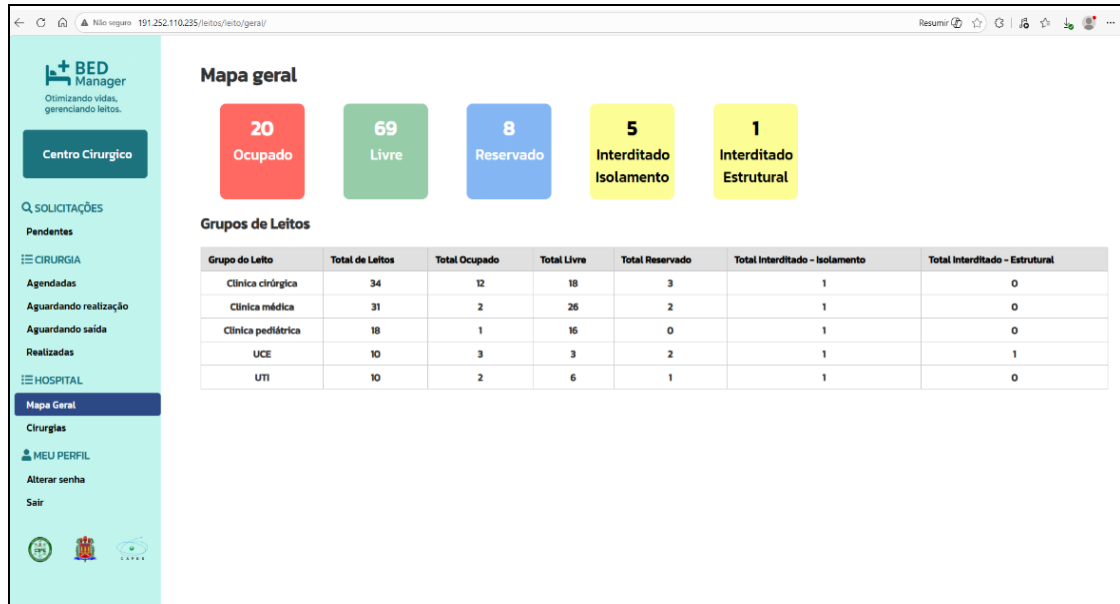 Não seguro 191.252.110.235/leitos/leito/geral/ Resumir
BED
Manager
Otimizando vidas,
gerenciando leitos.
Centro Cirurgico
SOLICITAÇÕES
Pendentes
CIRURGIA
Agendadas
Aguardando realização
Aguardando saída
Realizadas
HOSPITAL
Mapa Geral
Cirurgias
MEU PERFIL
Alterar senha
Sair
CAPES
Mapa geral
20
Ocupado
69
Livre
8
Reservado
5
Interditado
Isolamento
1
Interditado
Estrutural
Grupos de Leitos
Grupo do Leito Total de Leitos Total Ocupado Total Livre Total Reservado Total Interditado - Isolamento Total Interditado - Estrutural
Clínica cirúrgica 34 12 18 3 1 0
Clínica médica 31 2 26 2 1 0
Clínica pediátrica 18 1 16 0 1 0
UCE 10 3 3 2 1 1
UTI 10 2 6 1 1 0